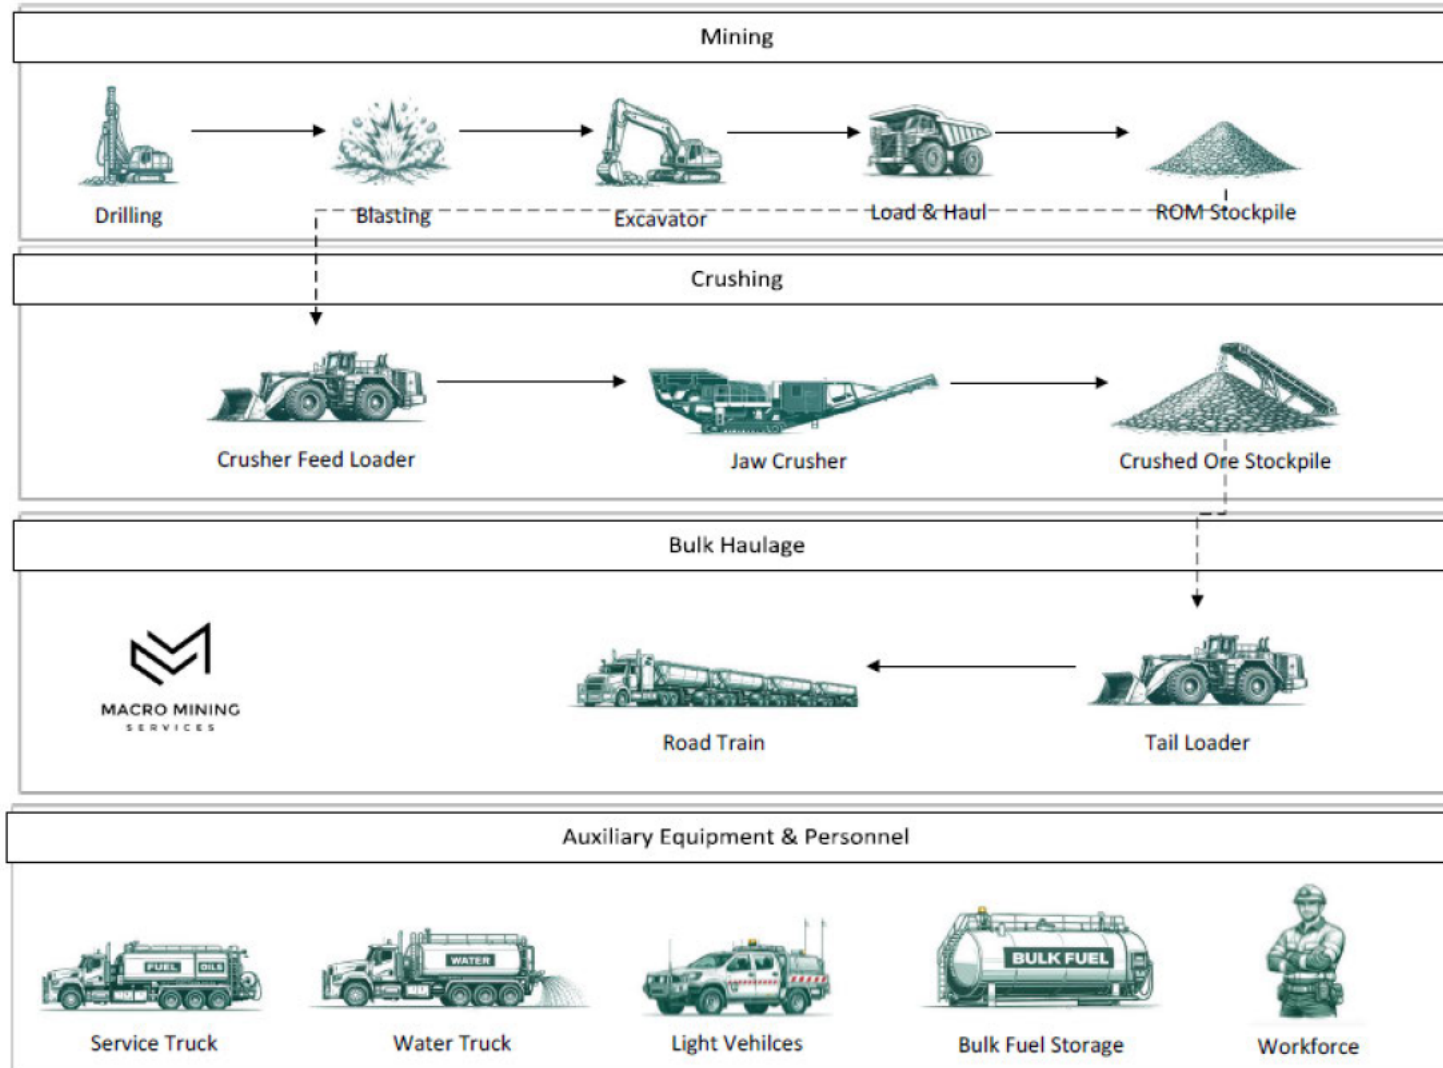 Mining
Drilling
Blasting
Excavator
Load & Haul
ROM Stockpile
Crushing
Crusher Feed Loader
Jaw Crusher
Crushed Ore Stockpile
Bulk Haulage
MACRO MINING
SERVICES
Road Train
Tail Loader
Auxiliary Equipment & Personnel
FUEL
OILS
WATER
BULK FUEL
Service Truck
Water Truck
Light Vehilces
Bulk Fuel Storage
Workforce